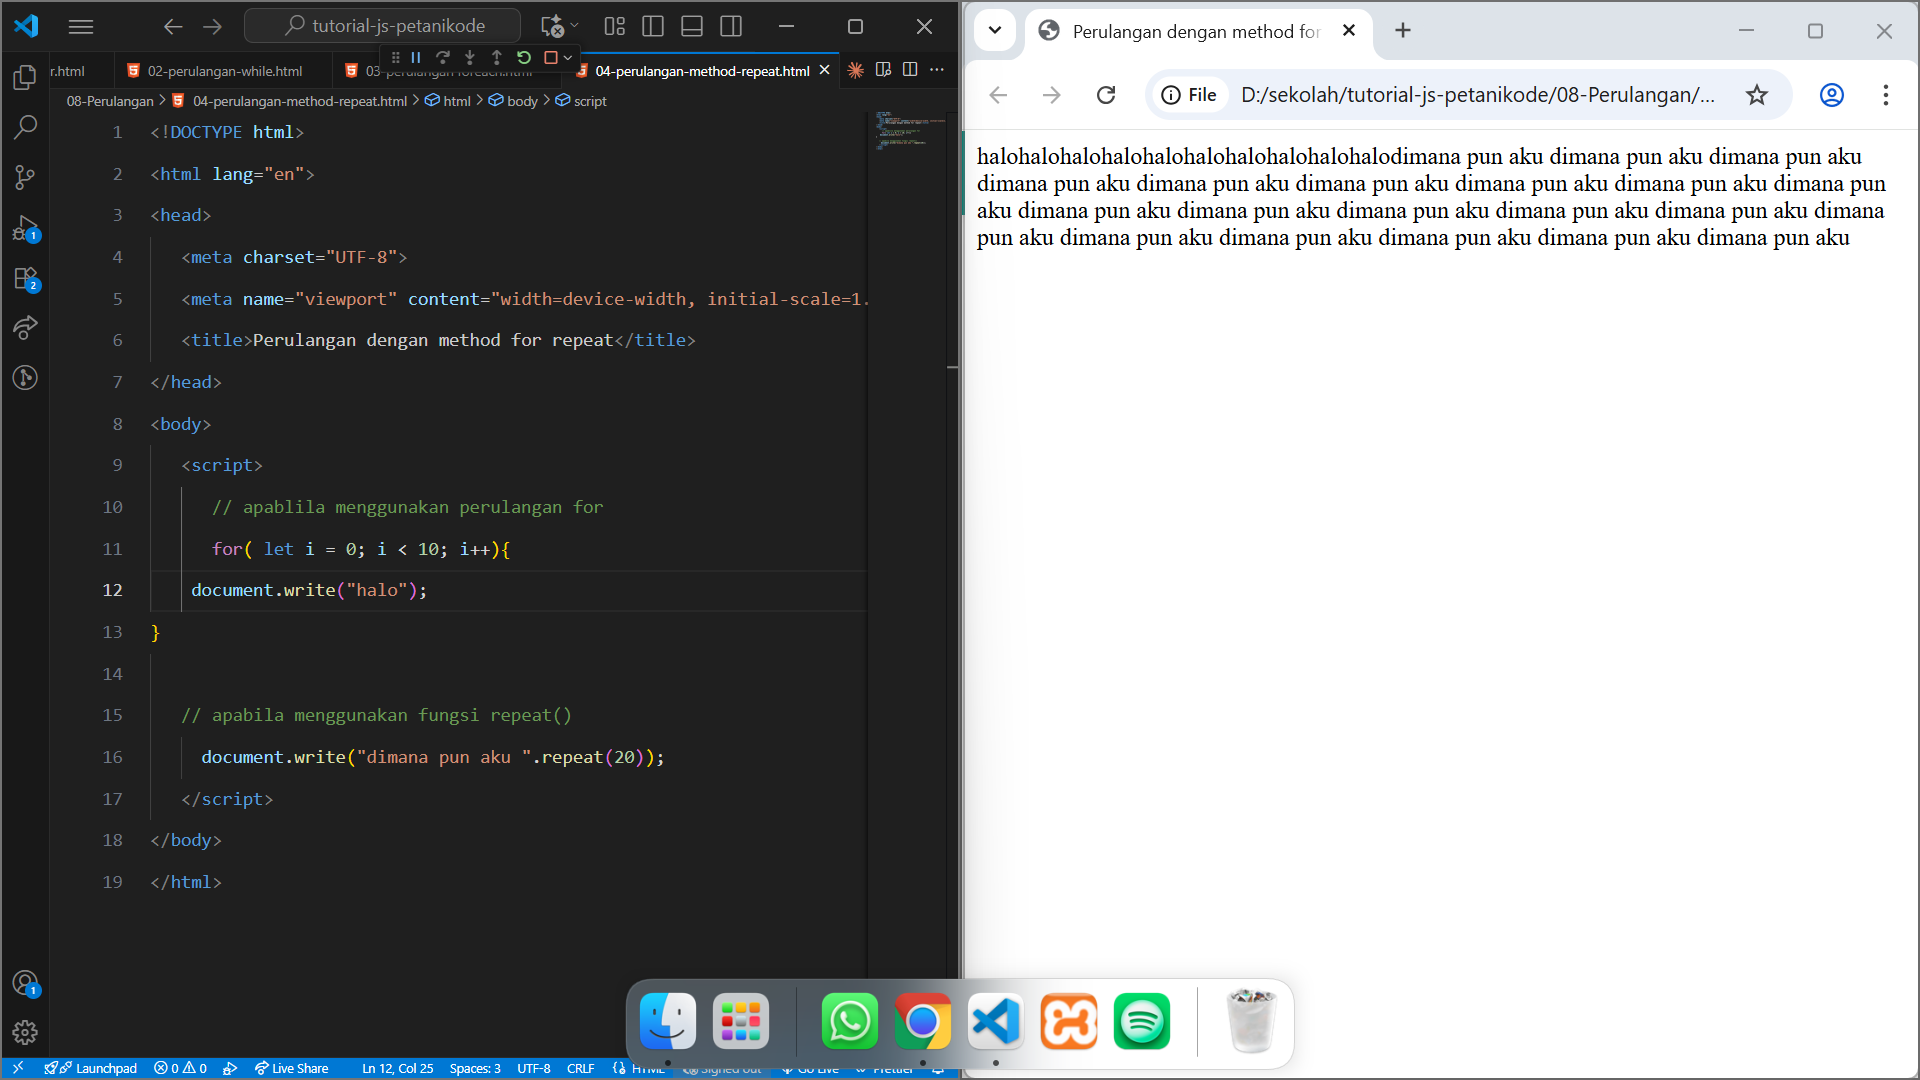 tutorial-js-petanikode
r.html
02-perulangan-while.html
04-perulangan-method-repeat.html
08-Perulangan > 04-perulangan-method-repeat.html > html > body > script
1 <!DOCTYPE html>
2 <html lang="en">
3 <head>
4 <meta charset="UTF-8">
5 <meta name="viewport" content="width=device-width, initial-scale=1.
6 <title>Perulangan dengan method for repeat</title>
7 </head>
8 <body>
9 <script>
10 // apablila menggunakan perulangan for
11 for( let i = 0; i < 10; i++){
12 document.write("halo");
13 }
14
15 // apabila menggunakan fungsi repeat()
16 document.write("dimana pun aku ".repeat(20));
17 </script>
18 </body>
19 </html>
1
2
1
Launchpad 0 0 Live Share Ln 12, Col 25 Spaces: 3 UTF-8 CRLF HTML
Perulangan dengan method for
File D:/sekolah/tutorial-js-petanikode/08-Perulangan/...
halohalohalohalohalohalohalohalohalohalodimana pun aku dimana pun aku dimana pun aku
dimana pun aku dimana pun aku dimana pun aku dimana pun aku dimana pun aku dimana pun
aku dimana pun aku dimana pun aku dimana pun aku dimana pun aku dimana pun aku dimana
pun aku dimana pun aku dimana pun aku dimana pun aku dimana pun aku dimana pun aku